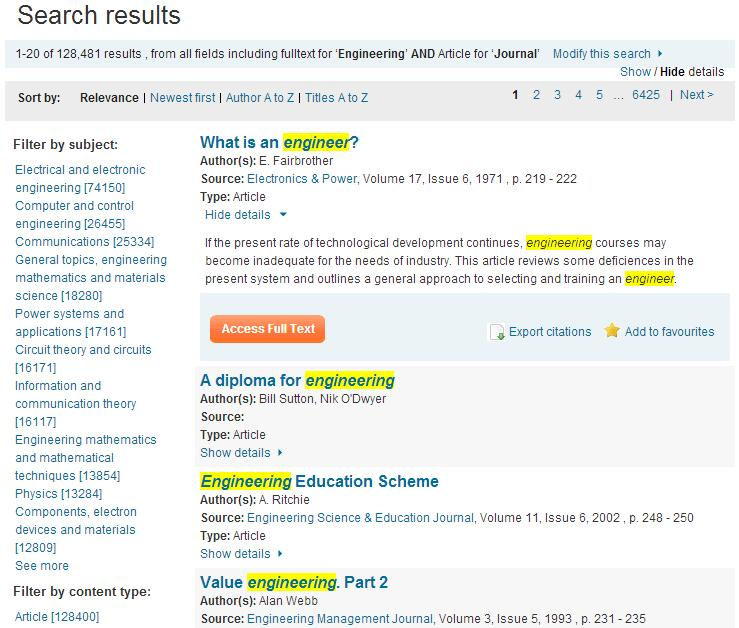 Search results
1-20 of 128,481 results , from all fields including fulltext for 'Engineering' AND Article for 'Journal' Modify this search
Show / Hide details
Sort by: Relevance | Newest first | Author A to Z | Titles A to Z
1 2 3 4 5 ... 6425 | Next >
Filter by subject:
Electrical and electronic
engineering [74150]
Computer and control
engineering [26455]
Communications [25334]
General topics, engineering
mathematics and materials
science [18280]
Power systems and
applications [17161]
Circuit theory and circuits
[16171]
Information and
communication theory
[16117]
Engineering mathematics
and mathematical
techniques [13854]
Physics [13284]
Components, electron
devices and materials
[12809]
See more
Filter by content type:
Article [128400]
What is an engineer?
Author(s): E. Fairbrother
Source: Electronics & Power, Volume 17, Issue 6, 1971 , p. 219 - 222
Type: Article
Hide details
If the present rate of technological development continues, engineering courses may
become inadequate for the needs of industry. This article reviews some deficiences in the
present system and outlines a general approach to selecting and training an engineer.
Access Full Text
Export citations
Add to favourites
A diploma for engineering
Author(s): Bill Sutton, Nik O'Dwyer
Source:
Type: Article
Show details
Engineering Education Scheme
Author(s): A. Ritchie
Source: Engineering Science & Education Journal, Volume 11, Issue 6, 2002 , p. 248 - 250
Type: Article
Show details
Value engineering. Part 2
Author(s): Alan Webb
Source: Engineering Management Journal, Volume 3, Issue 5, 1993 , p. 231 - 235